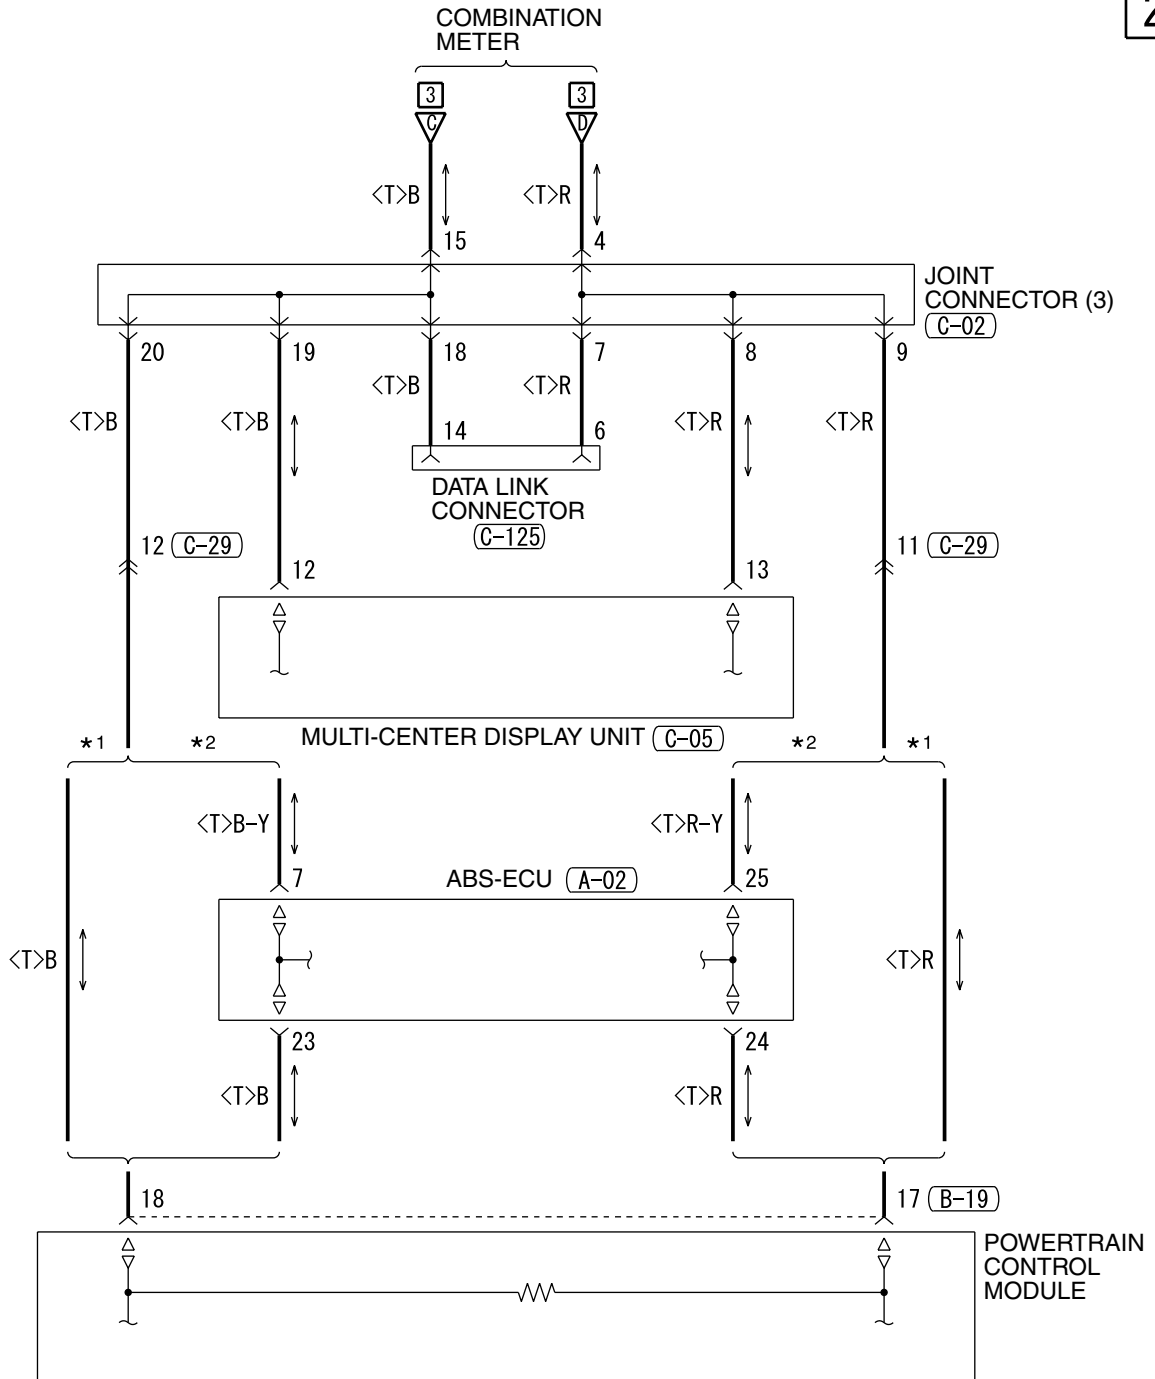 COMBINATION
METER
2
3
3
C
D
<T>B
<T>R
15
4
JOINT
CONNECTOR (3)
C-02
20
19
18
7
8
9
<T>B
<T>R
<T>B
<T>B
<T>R
<T>R
14
6
DATA LINK
CONNECTOR
C-125
12 C-29
11 C-29
12
13
MULTI-CENTER DISPLAY UNIT C-05
*1
*2
*2
*1
<T>B-Y
<T>R-Y
7
ABS-ECU A-02
25
<T>B
<T>R
23
24
<T>B
<T>R
18
17 B-19
POWERTRAIN
CONTROL
MODULE